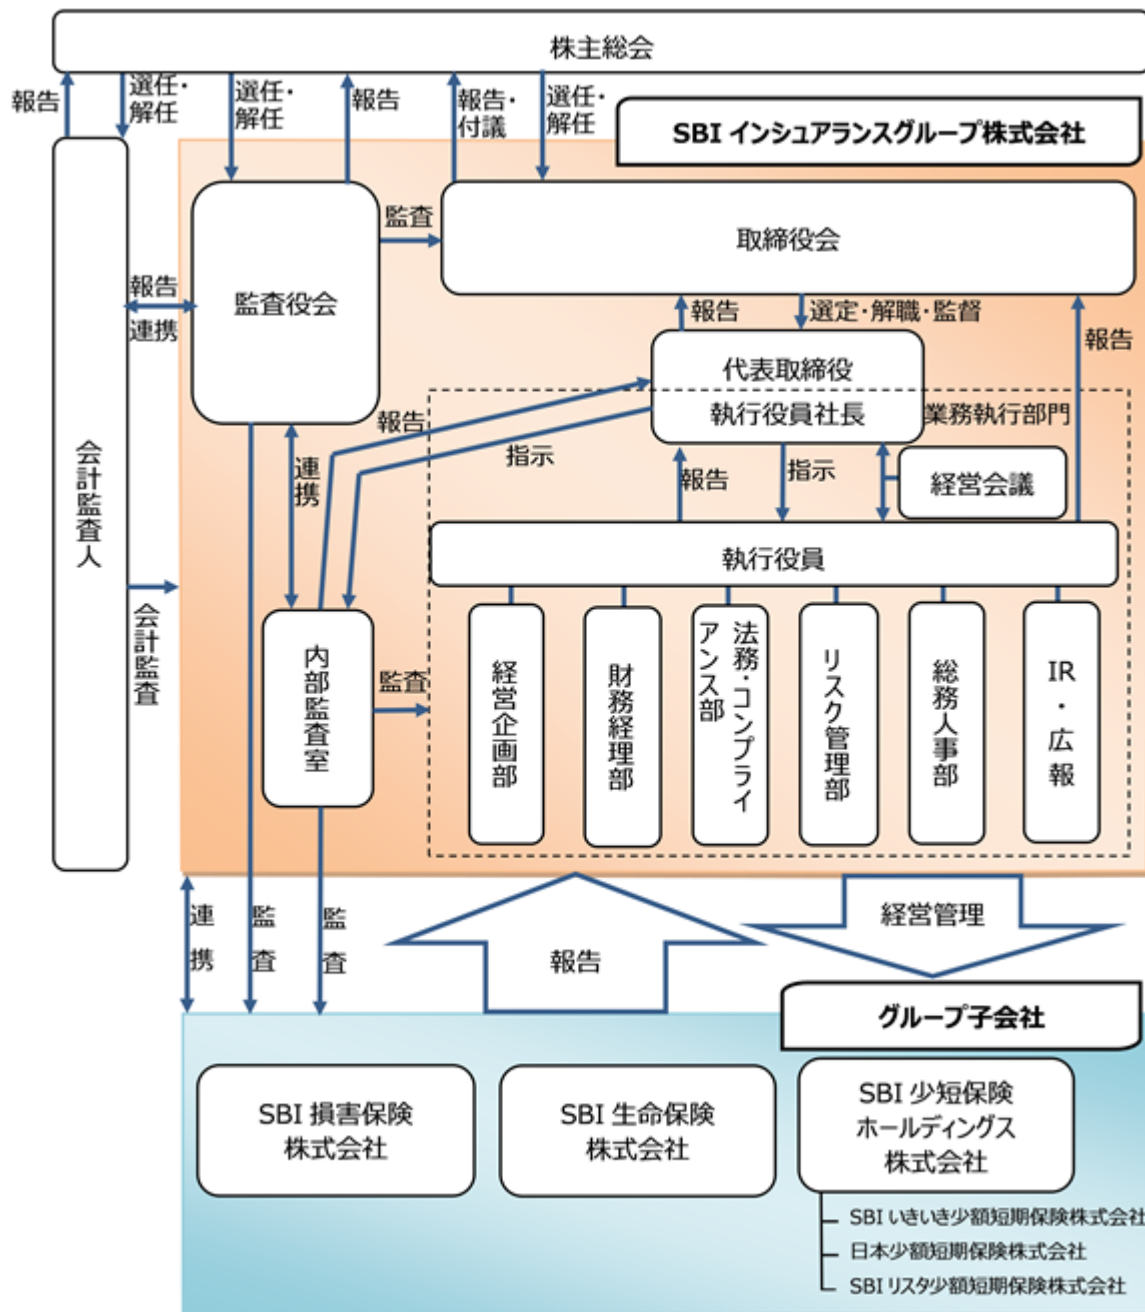 株主総会
報告
選任・
解任
選任・
解任
報告
報告・
付議
選任・
解任
SBI インシュアランスグループ株式会社
監査役会
監査
取締役会
報告
連携
報告
選定・解職・監督
報告
代表取締役
執行役員社長
業務執行部門
報告
指示
連携
報告
指示
経営会議
会計監査人
執行役員
会計監査
内部監査室
監査
経営企画部
財務経理部
法務・コンプライ
アンス部
リスク管理部
総務人事部
IR・広報
連携
監査
監査
報告
経営管理
グループ子会社
SBI 損害保険
株式会社
SBI 生命保険
株式会社
SBI 少短保険
ホールディングス
株式会社
SBI いきいき少額短期保険株式会社
日本少額短期保険株式会社
SBI リスタ少額短期保険株式会社